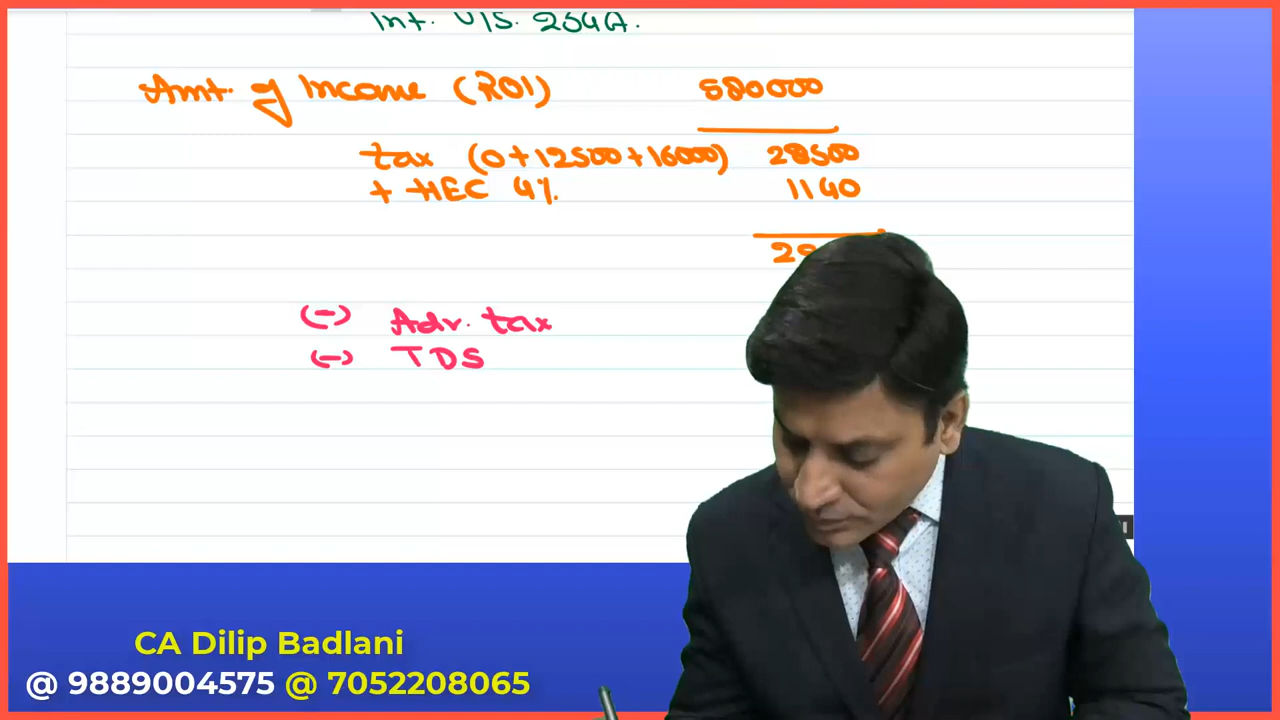 Int. U/S. 234A.
Amt. of Income (ROI) 580000
tax (0+12500+16000) 28500
+ HEC 4% 1140
(-) Adv. tax
(-) TDS
CA Dilip Badlani
@ 9889004575 @ 7052208065